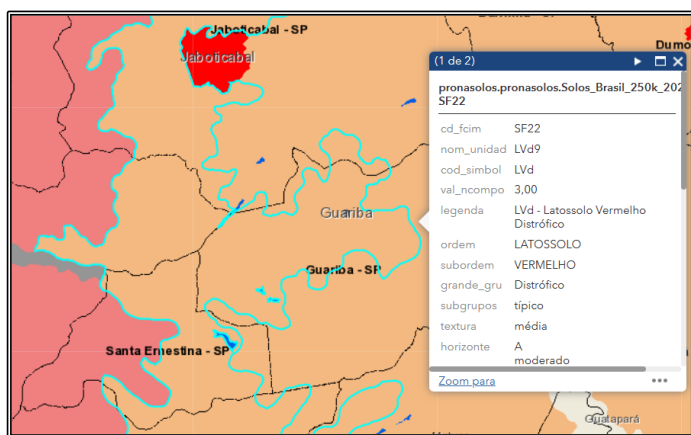 Jaboticabal - SP
Jaboticabal
Dumo
(1 de 2)
pronasolos.pronasolos.Solos_Brasil_250k_202
SF22
cd_fcim SF22
nom_unidad LVd9
cod_simbol LVd
val_ncompo 3,00
legenda LVd - Latossolo Vermelho
Distrófico
ordem LATOSSOLO
subordem VERMELHO
grande_gru Distrófico
subgrupos típico
textura média
horizonte A
moderado
Zoom para
Guariba
Guariba - SP
Santa Ernestina - SP
Guatapará